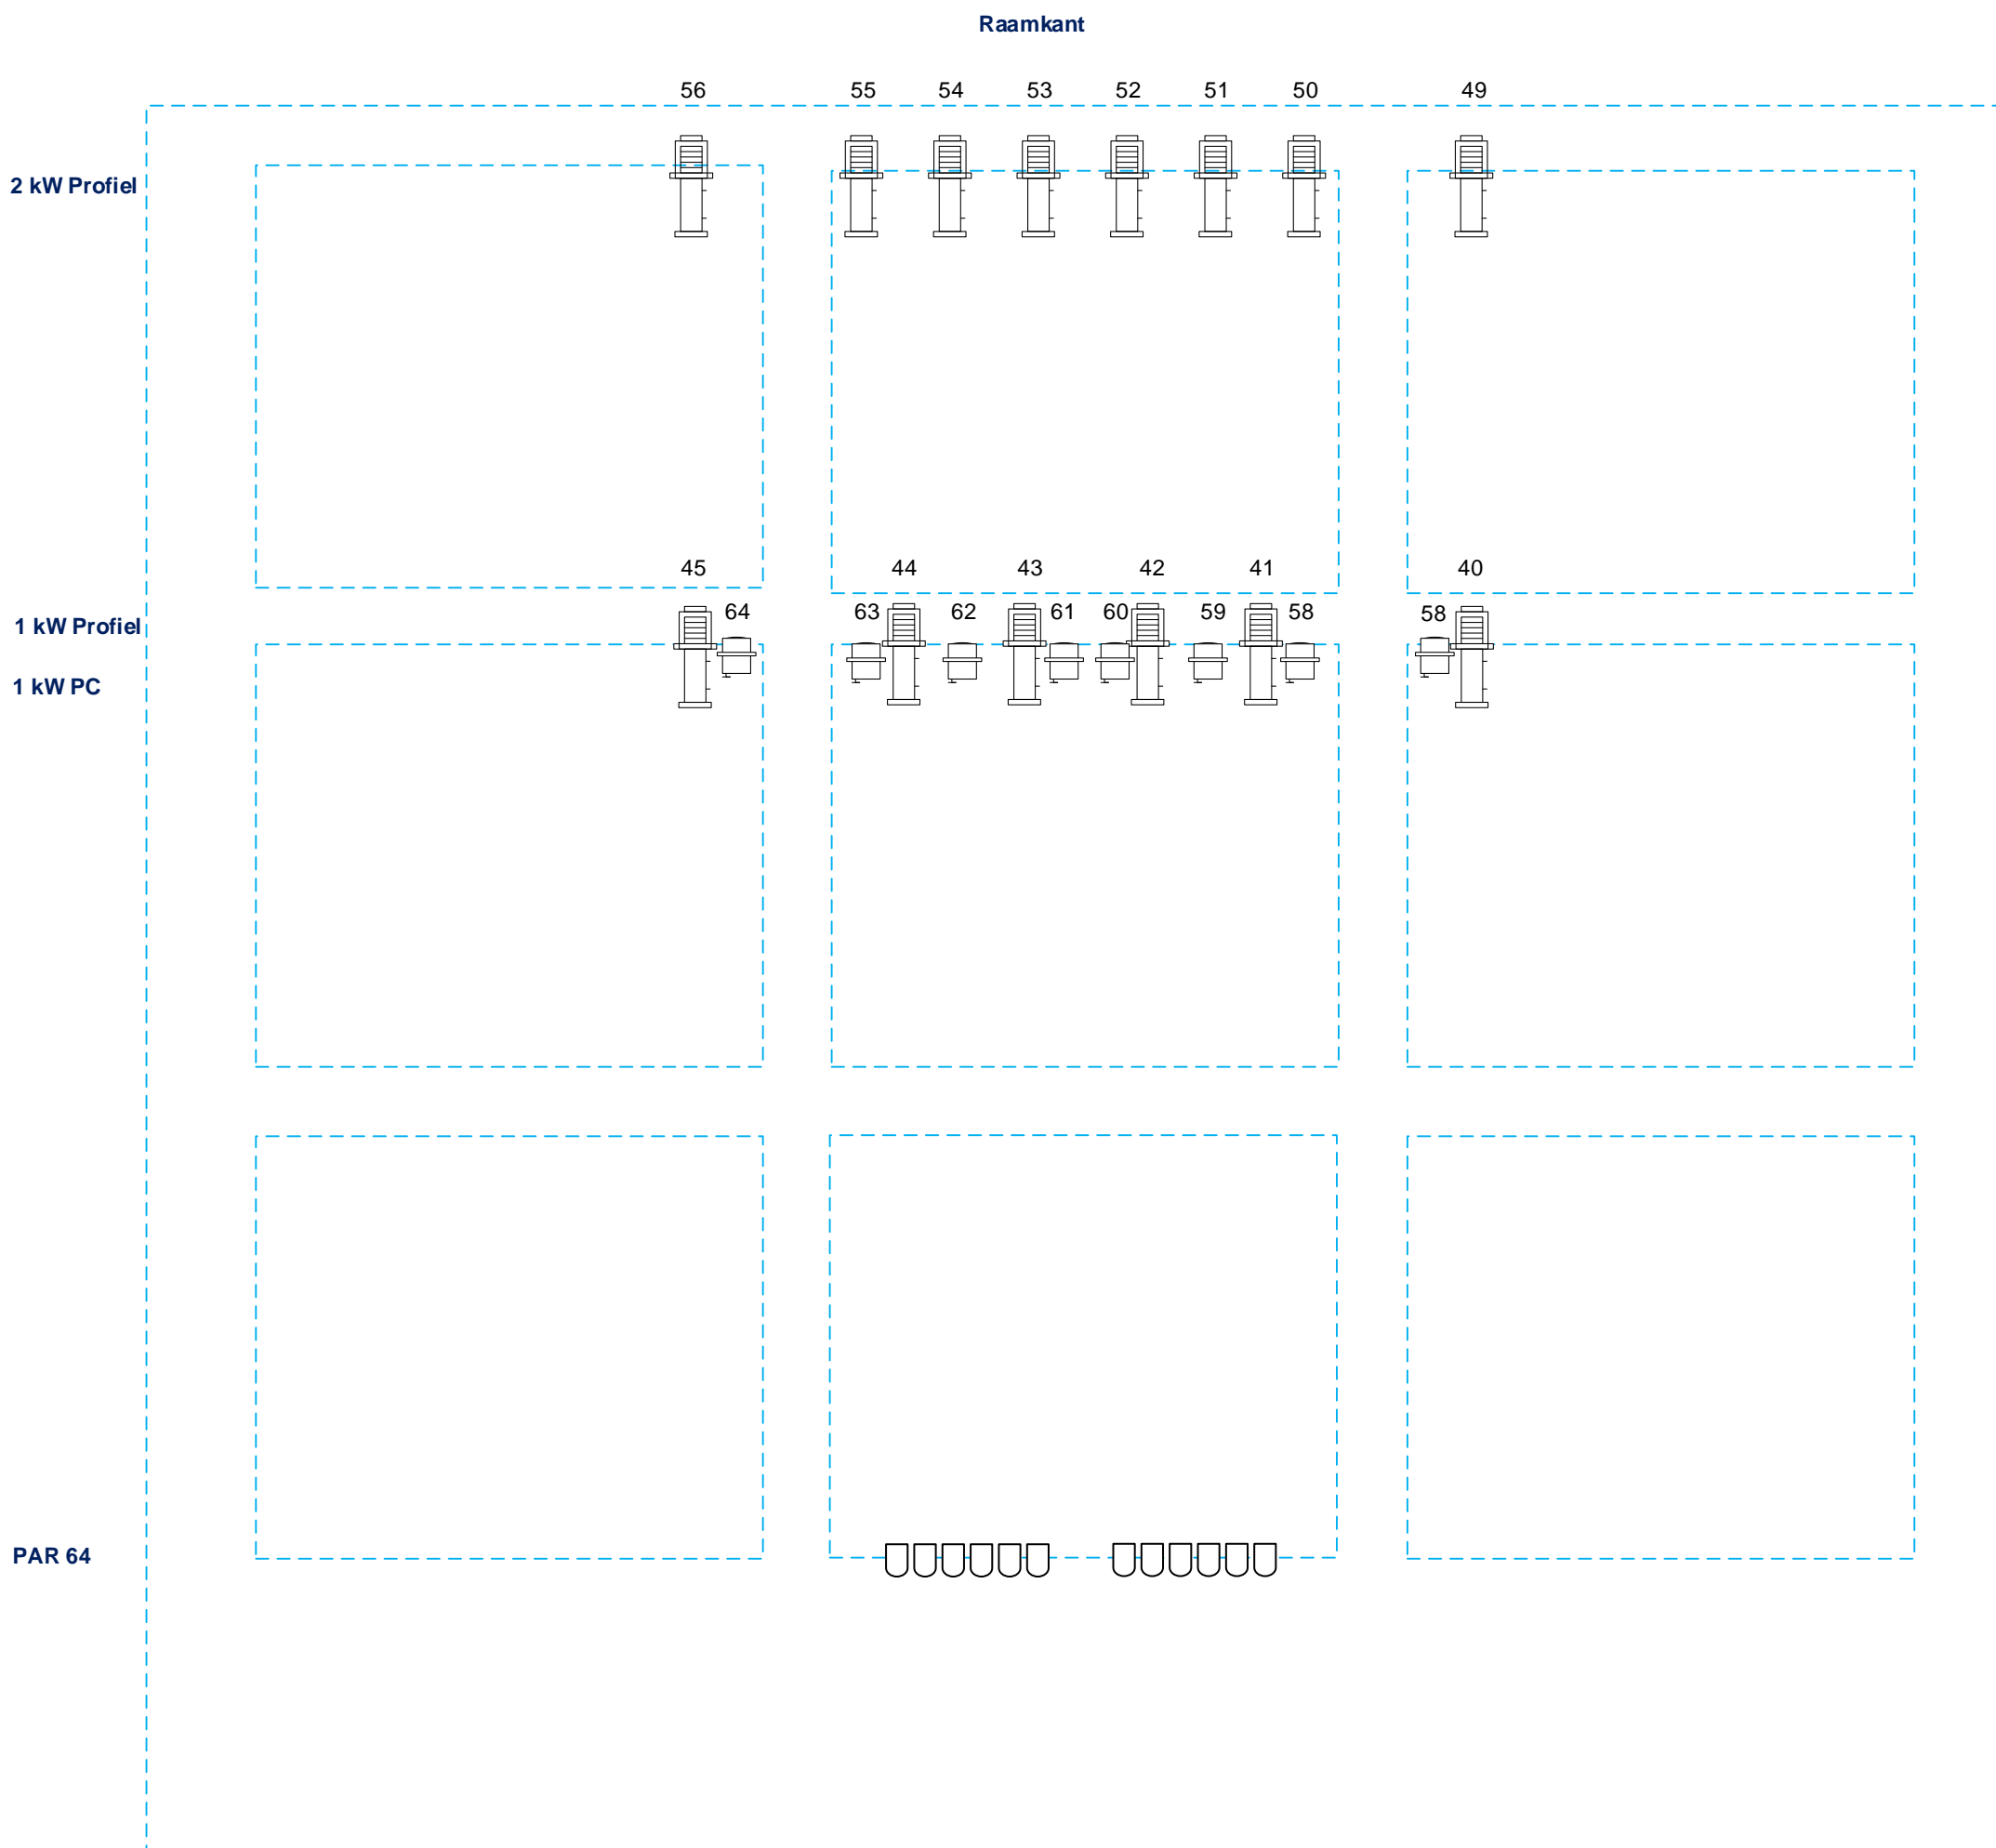 Raamkant
56 55 54 53 52 51 50 49
2 kW Profiel
45 44 43 42 41 40
64 63 62 61 60 59 58 58
1 kW Profiel
1 kW PC
PAR 64